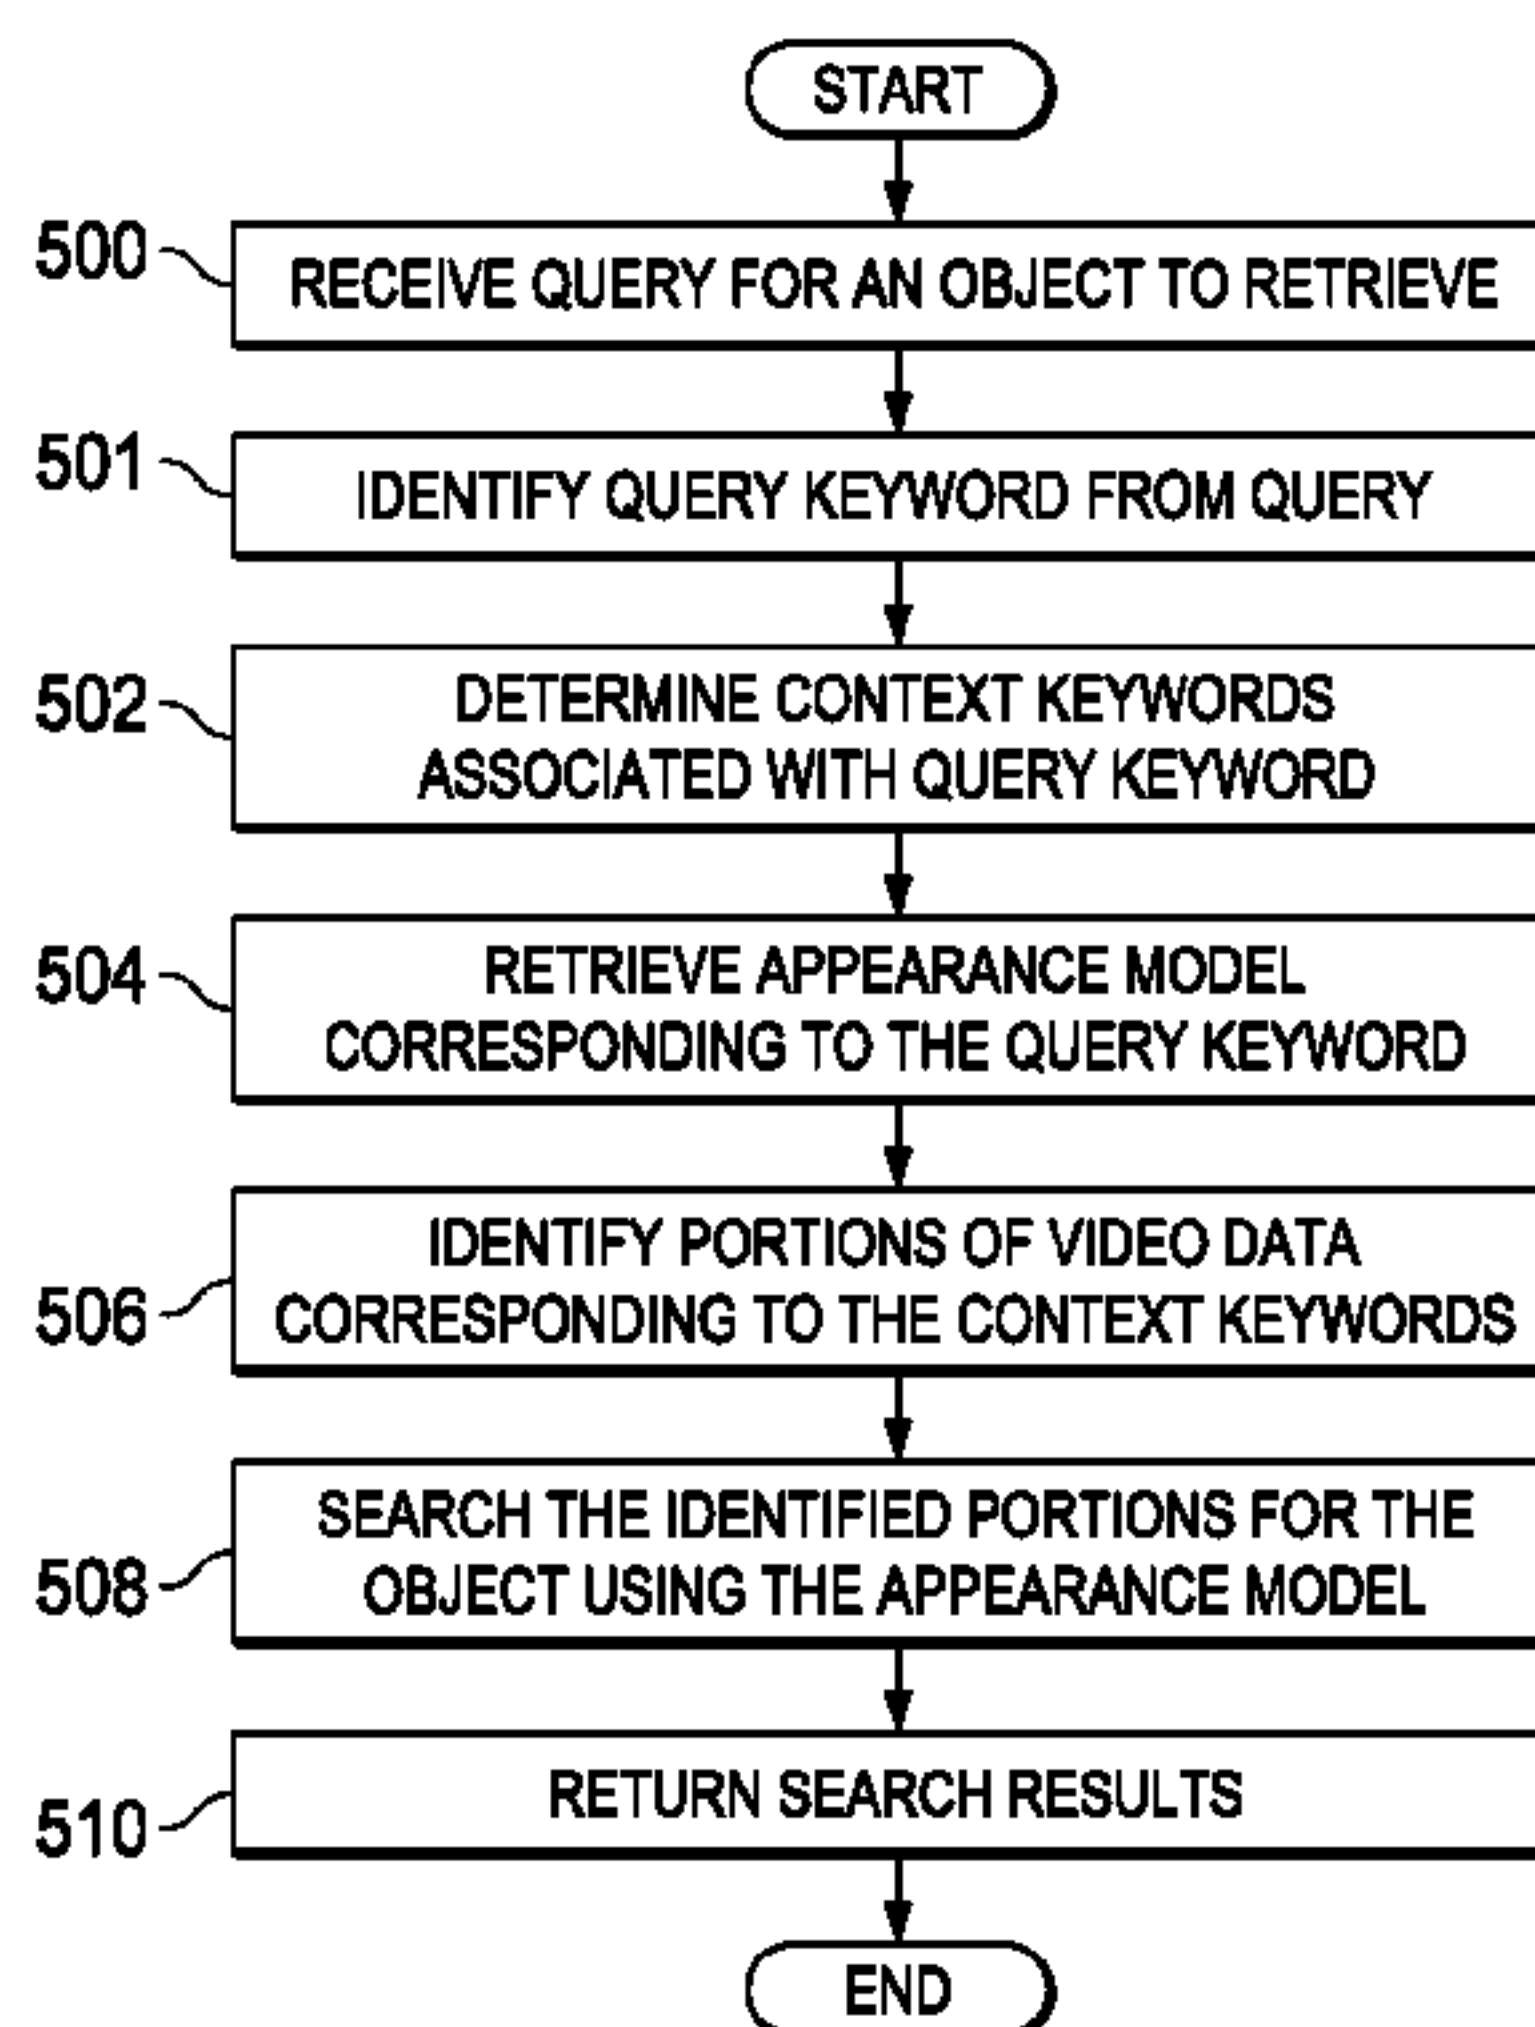 START
500
RECEIVE QUERY FOR AN OBJECT TO RETRIEVE
501
IDENTIFY QUERY KEYWORD FROM QUERY
502
DETERMINE CONTEXT KEYWORDS
ASSOCIATED WITH QUERY KEYWORD
504
RETRIEVE APPEARANCE MODEL
CORRESPONDING TO THE QUERY KEYWORD
506
IDENTIFY PORTIONS OF VIDEO DATA
CORRESPONDING TO THE CONTEXT KEYWORDS
508
SEARCH THE IDENTIFIED PORTIONS FOR THE
OBJECT USING THE APPEARANCE MODEL
510
RETURN SEARCH RESULTS
END